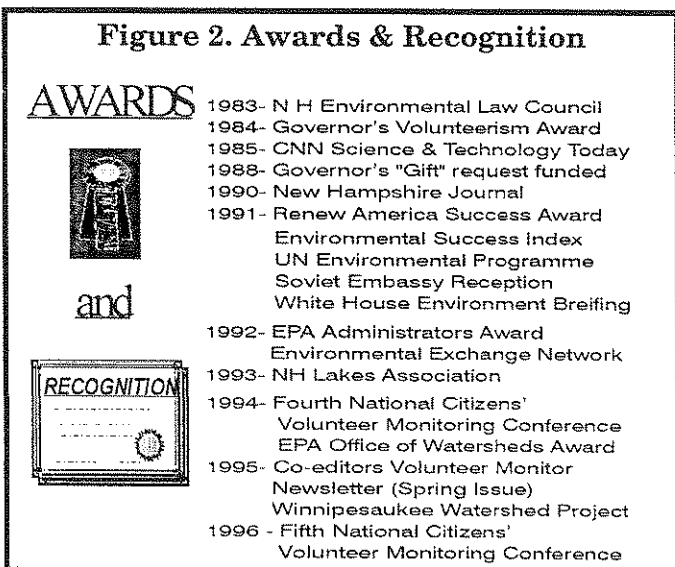 Figure 2. Awards & Recognition
AWARDS
and
RECOGNITION
1983- N H Environmental Law Council
1984- Governor's Volunteerism Award
1985- CNN Science & Technology Today
1988- Governor's "Gift" request funded
1990- New Hampshire Journal
1991- Renew America Success Award
Environmental Success Index
UN Environmental Programme
Soviet Embassy Reception
White House Environment Breifing
1992- EPA Administrators Award
Environmental Exchange Network
1993- NH Lakes Association
1994- Fourth National Citizens'
Volunteer Monitoring Conference
EPA Office of Watersheds Award
1995- Co-editors Volunteer Monitor
Newsletter (Spring Issue)
Winnipesaukee Watershed Project
1996 - Fifth National Citizens'
Volunteer Monitoring Conference